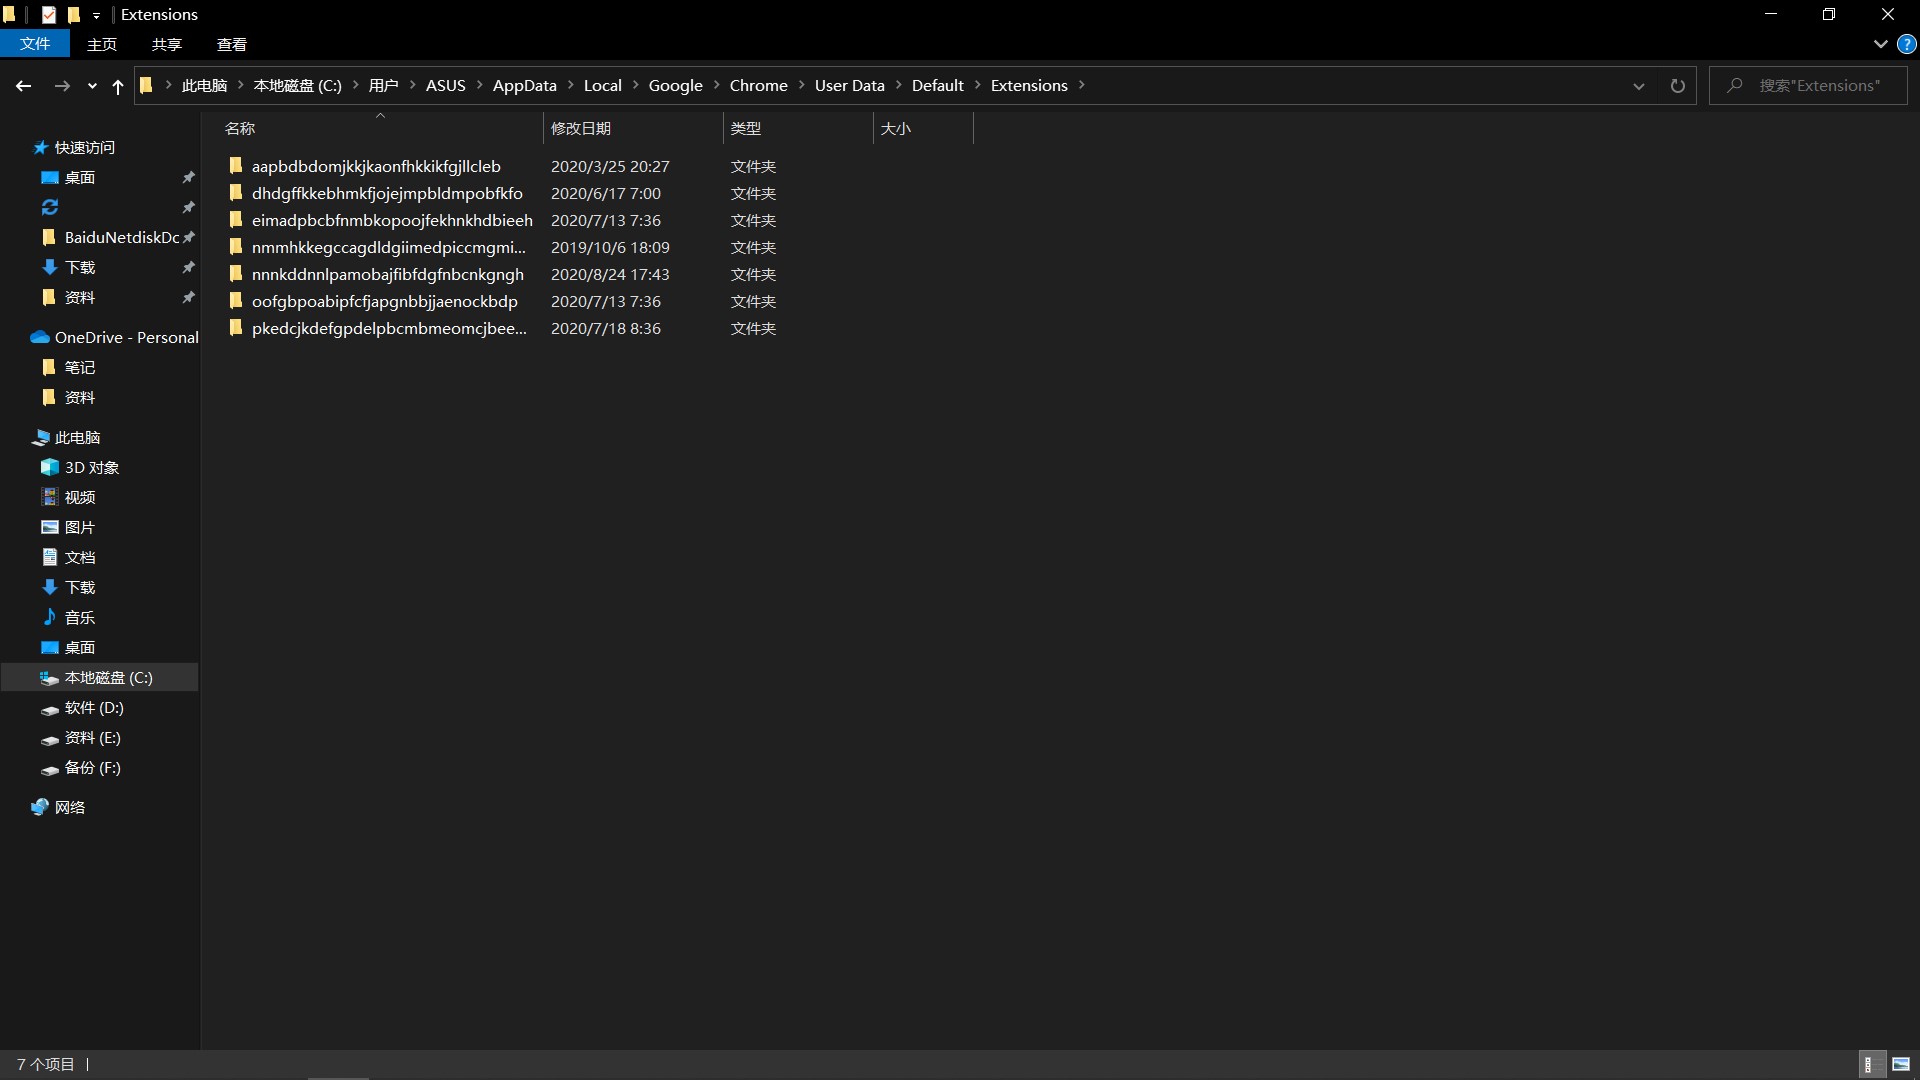 Extensions
文件 主页 共享 查看
此电脑 本地磁盘 (C:) 用户 ASUS AppData Local Google Chrome User Data Default Extensions 搜索"Extensions"
名称 修改日期 类型 大小
aapbdbdomjkkjkaonfhkkikfgjllcleb 2020/3/25 20:27 文件夹
dhdgffkkebhmkfjojejmpbldmpobfkfo 2020/6/17 7:00 文件夹
eimadpbcbfnmbkopoojfekhnkhdbieeh 2020/7/13 7:36 文件夹
nmmhkkegccagdldgiimedpiccmgmi... 2019/10/6 18:09 文件夹
nnnkddnnlpamobajfibfdgfnbcnkgngh 2020/8/24 17:43 文件夹
oofgbpoabipfcfjapgnbbjjaenockbdp 2020/7/13 7:36 文件夹
pkedcjkdefgpdelpbcmbmeomcjbee... 2020/7/18 8:36 文件夹
快速访问
桌面
BaiduNetdiskDc
下载
资料
OneDrive - Personal
笔记
资料
此电脑
3D 对象
视频
图片
文档
下载
音乐
桌面
本地磁盘 (C:)
软件 (D:)
资料 (E:)
备份 (F:)
网络
7 个项目